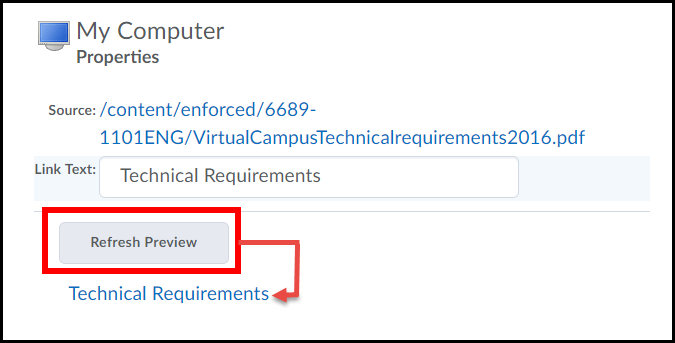 My Computer
Properties
Source: /content/enforced/6689-
1101ENG/VirtualCampusTechnicalrequirements2016.pdf
Link Text: Technical Requirements
Refresh Preview
Technical Requirements